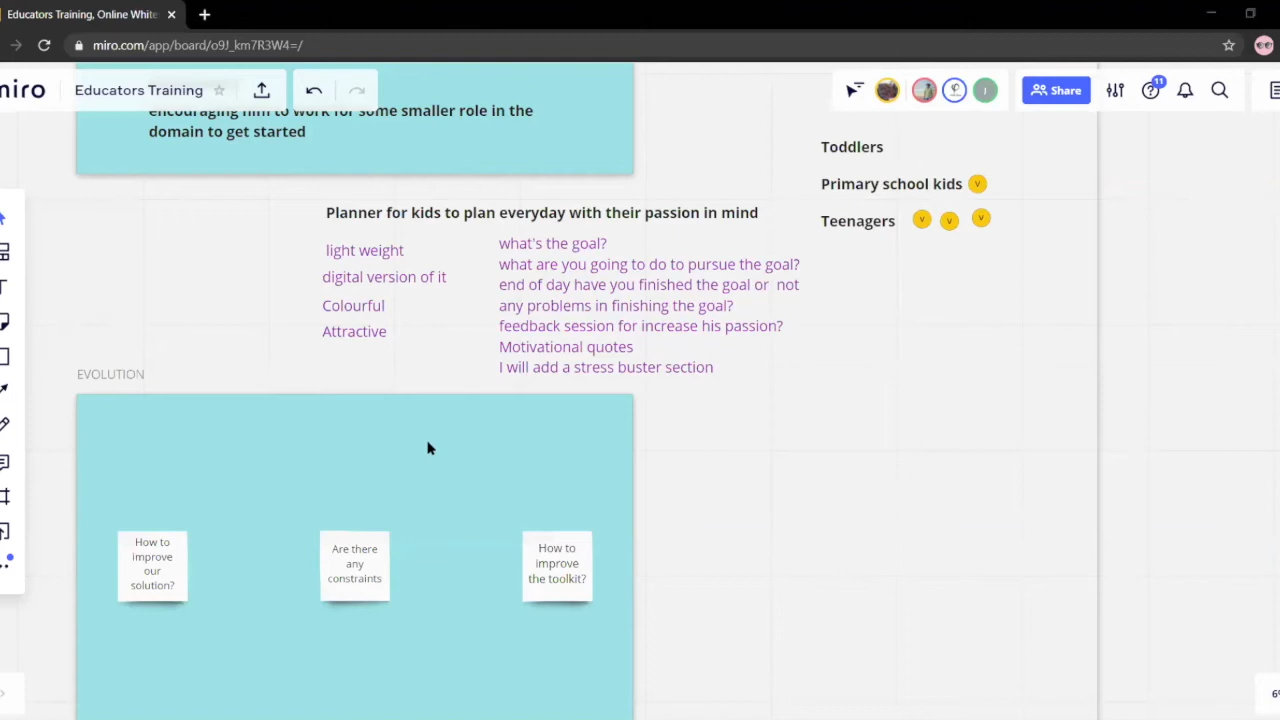 Educators Training, Online White
miro.com/app/board/o9J_km7R3W4=/
miro
Educators Training
Share
11
encouraging him to work for some smaller role in the
domain to get started
Toddlers
Primary school kids
V
Teenagers
V
V
V
Planner for kids to plan everyday with their passion in mind
light weight
digital version of it
Colourful
Attractive
what's the goal?
what are you going to do to pursue the goal?
end of day have you finished the goal or not
any problems in finishing the goal?
feedback session for increase his passion?
Motivational quotes
I will add a stress buster section
EVOLUTION
How to
improve
our
solution?
Are there
any
constraints
How to
improve
the toolkit?